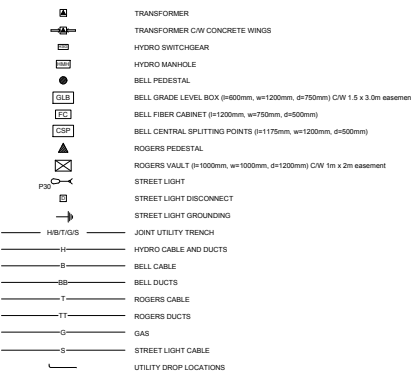 TRANSFORMER
TRANSFORMER C/W CONCRETE WINGS
HYDRO SWITCHGEAR
HMH HYDRO MANHOLE
BELL PEDESTAL
GLB BELL GRADE LEVEL BOX (l=600mm, w=1200mm, d=750mm) C/W 1.5 x 3.0m easemen
FC BELL FIBER CABINET (l=1200mm, w=750mm, d=500mm)
CSP BELL CENTRAL SPLITTING POINTS (l=1175mm, w=1200mm, d=500mm)
ROGERS PEDESTAL
ROGERS VAULT (l=1000mm, w=1000mm, d=1200mm) C/W 1m x 2m easement
P30 STREET LIGHT
D STREET LIGHT DISCONNECT
STREET LIGHT GROUNDING
H/B/T/G/S JOINT UTILITY TRENCH
H HYDRO CABLE AND DUCTS
B BELL CABLE
BB BELL DUCTS
T ROGERS CABLE
TT ROGERS DUCTS
G GAS
S STREET LIGHT CABLE
UTILITY DROP LOCATIONS